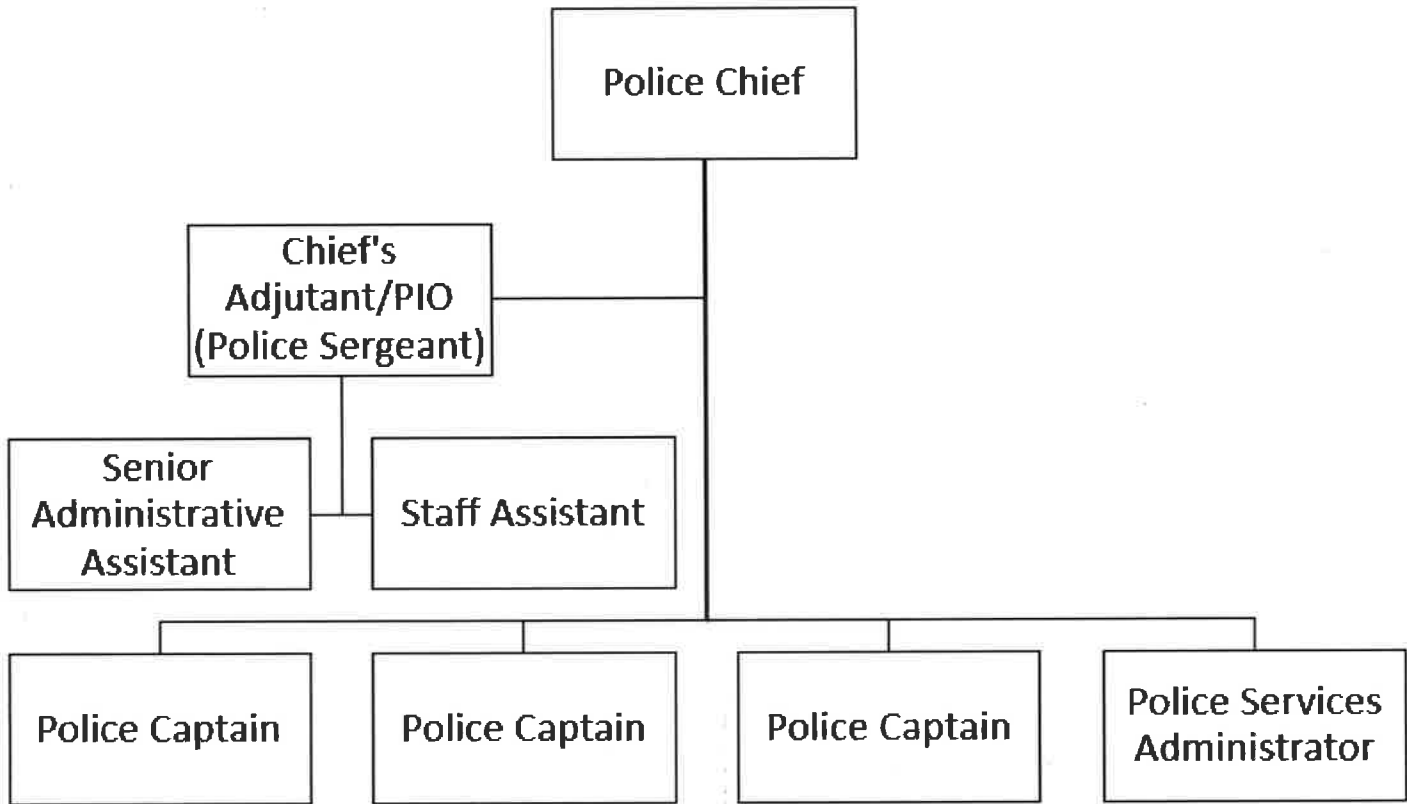 Police Chief
Chief's
Adjutant/PIO
(Police Sergeant)
Senior
Administrative
Assistant
Staff Assistant
Police Captain
Police Captain
Police Captain
Police Services
Administrator